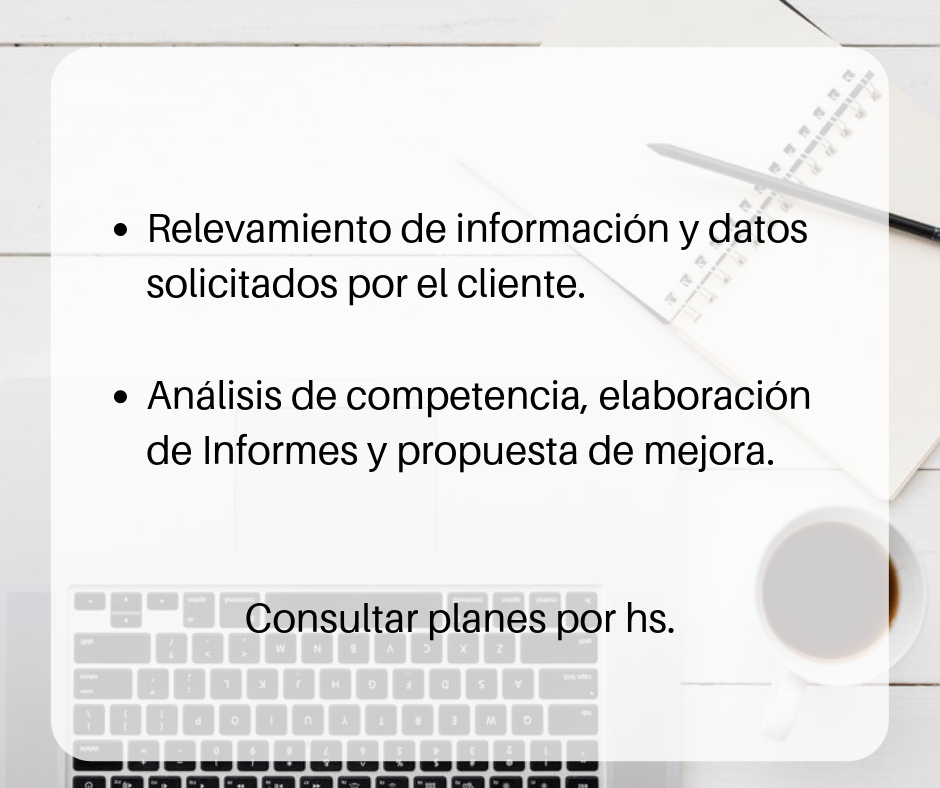 • Relevamiento de información y datos
solicitados por el cliente.
• Análisis de competencia, elaboración
de Informes y propuesta de mejora.
Consultar planes por hs.